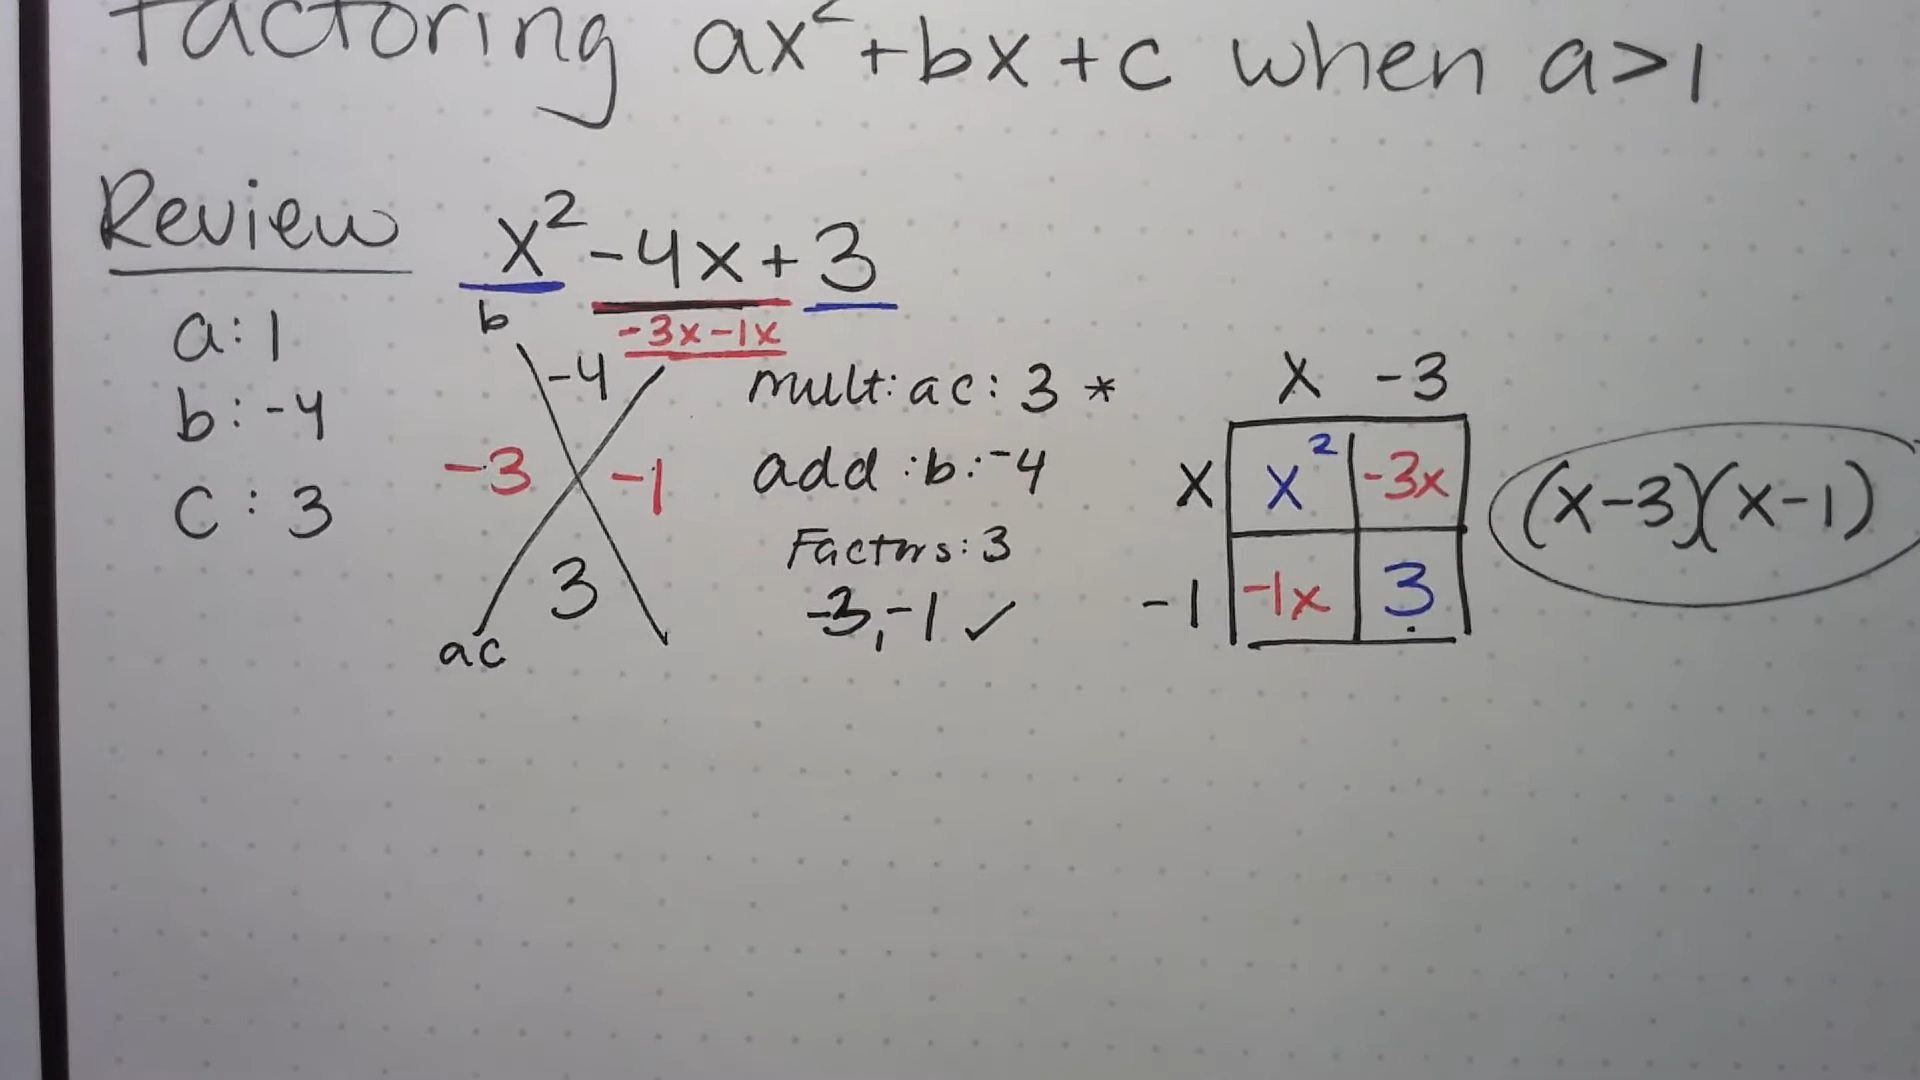 factoring ax² + bx + c when a > 1
Review
x² - 4x + 3
-3x - 1x
a: 1
b: -4
c: 3
b
-4
-3 -1
3
ac
mult: ac: 3 *
add: b: -4
Factors: 3
-3, -1 ✓
x -3
x x² -3x
-1 -1x 3
(x-3)(x-1)